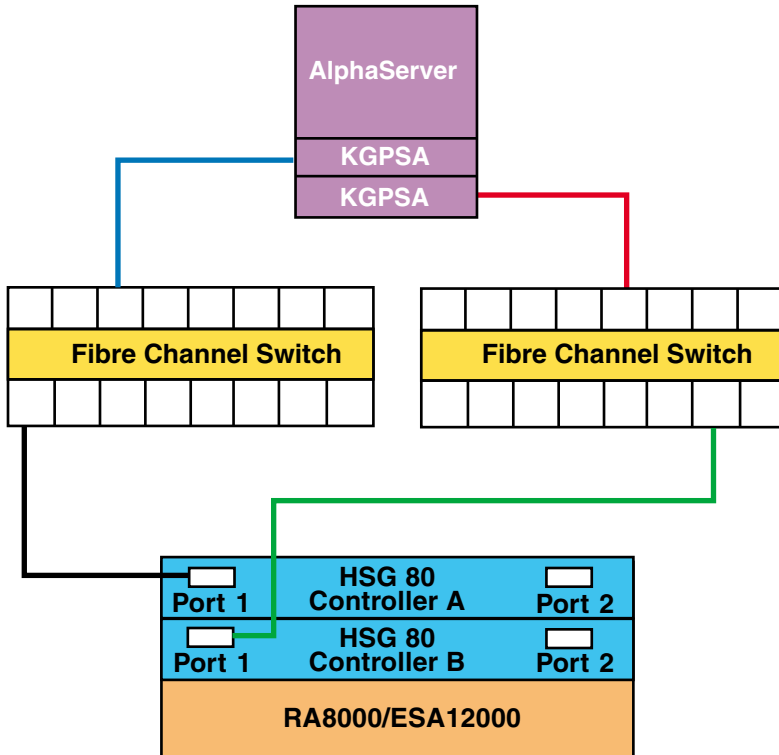 AlphaServer
KGPSA
KGPSA
Fibre Channel Switch
Fibre Channel Switch
HSG 80
Controller A
Port 1
Port 2
HSG 80
Controller B
Port 1
Port 2
RA8000/ESA12000